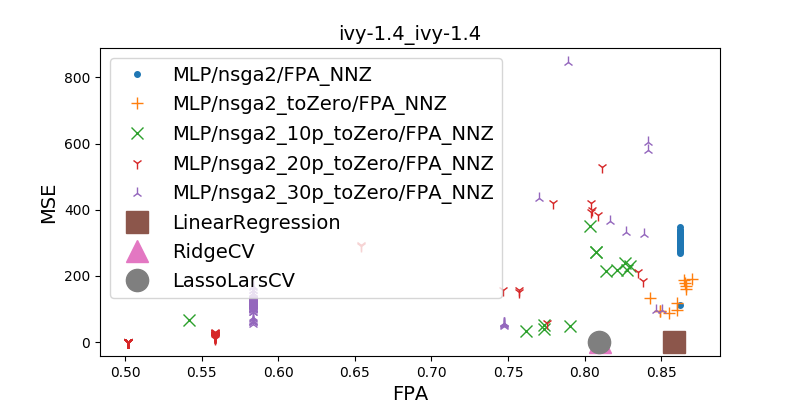 ivy-1.4_ivy-1.4
MLP/nsga2/FPA_NNZ
MLP/nsga2_toZero/FPA_NNZ
MLP/nsga2_10p_toZero/FPA_NNZ
MLP/nsga2_20p_toZero/FPA_NNZ
MLP/nsga2_30p_toZero/FPA_NNZ
LinearRegression
RidgeCV
LassoLarsCV
MSE
800
600
400
200
0
0.50 0.55 0.60 0.65 0.70 0.75 0.80 0.85
FPA